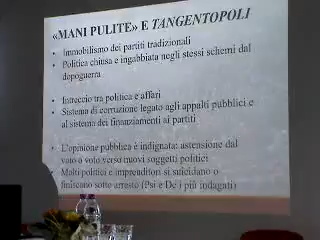 «MANI PULITE» E TANGENTOPOLI
• Immobilismo dei partiti tradizionali
• Politica chiusa e ingabbiata negli stessi schemi dal
dopoguerra
• Intreccio tra politica e affari
• Sistema di corruzione legato agli appalti pubblici e
al sistema dei finanziamenti ai partiti
• L'opinione pubblica è indignata: astensione dal
voto o voto verso nuovi soggetti politici
• Molti politici e imprenditori si suicidano o
finiscono sotto arresto (Psi e Dc i più indagati)